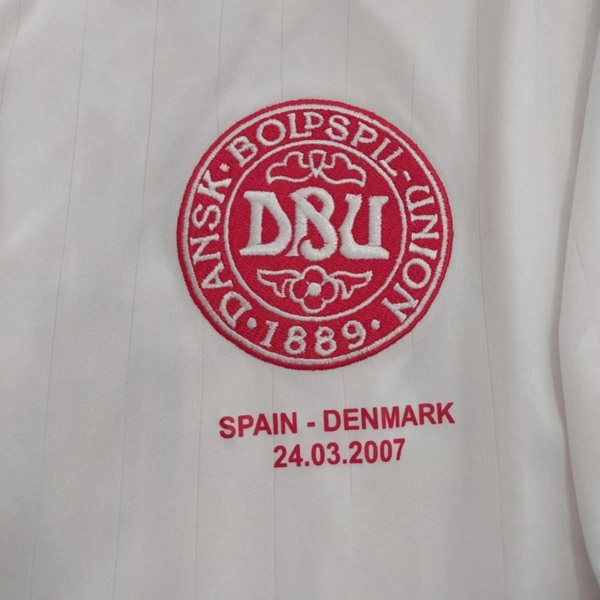 DANSK · BOLDSPIL-UNION
· 1889 ·
DBU
SPAIN - DENMARK
24.03.2007